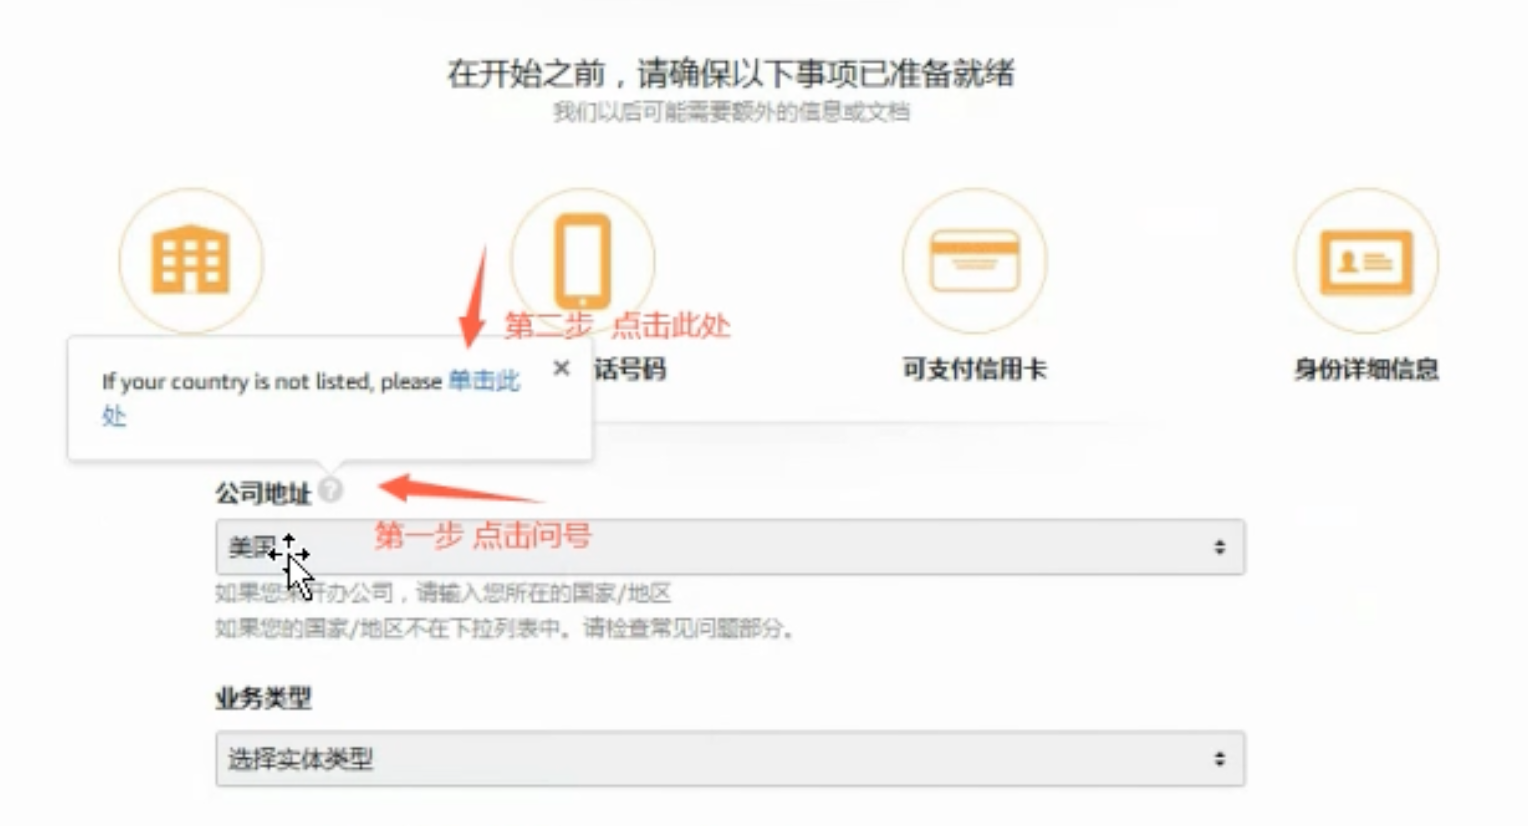 在开始之前，请确保以下事项已准备就绪
我们以后可能需要额外的信息或文档
第二步 点击此处
话号码
可支付信用卡
身份详细信息
If your country is not listed, please 单击此
处
公司地址
第一步 点击问号
美国
如果您未开办公司，请输入您所在的国家/地区
如果您的国家/地区不在下拉列表中。请检查常见问题部分。
业务类型
选择实体类型